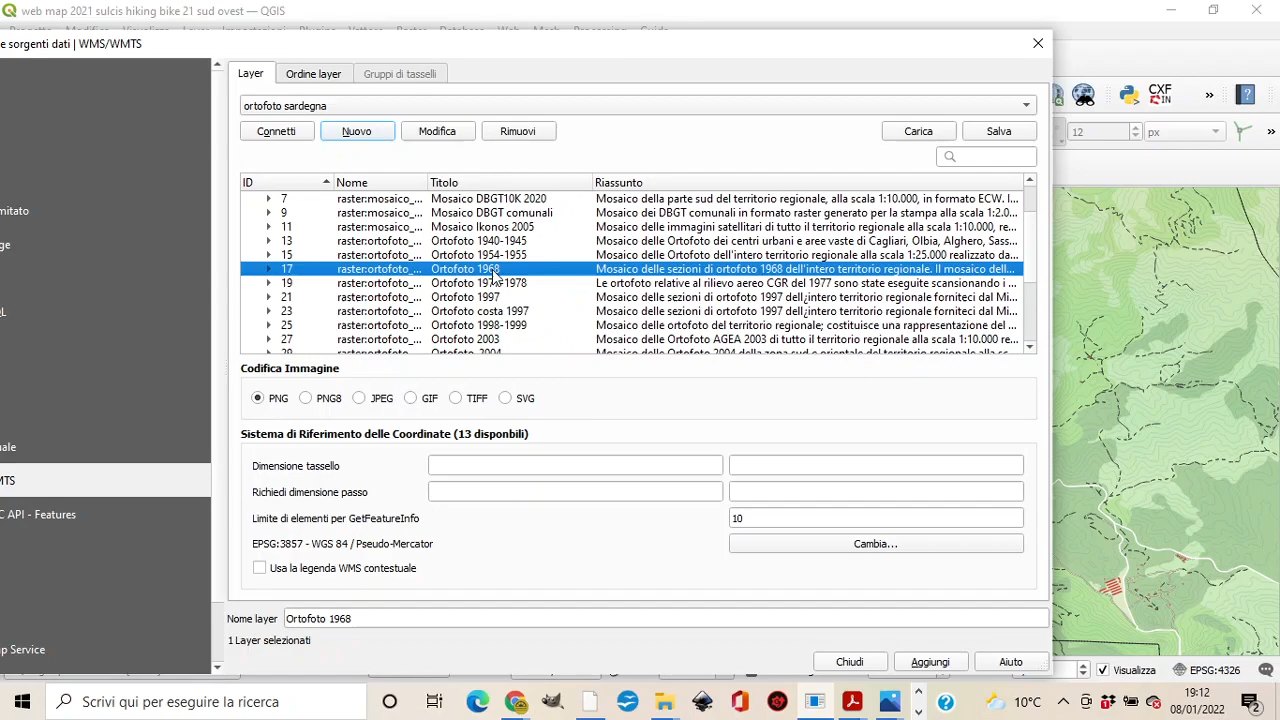 web map 2021 sulcis hiking bike 21 sud ovest — QGIS
e sorgenti dati | WMS/WMTS
Layer Ordine layer Gruppi di tasselli
ortofoto sardegna
Connetti Nuovo Modifica Rimuovi Carica Salva
CXF IN » 12 px »
ID Nome Titolo Riassunto
7 raster:mosaico_... Mosaico DBGT10K 2020 Mosaico della parte sud del territorio regionale, alla scala 1:10.000, in formato ECW. I...
9 raster:mosaico_... Mosaico DBGT comunali Mosaico dei DBGT comunali in formato raster generato per la stampa alla scala 1:2.0...
11 raster:mosaico_... Mosaico Ikonos 2005 Mosaico delle immagini satellitari di tutto il territorio regionale, alla scala 1:10.000...
13 raster:ortofoto_... Ortofoto 1940-1945 Mosaico delle Ortofoto dei centri urbani e aree vaste di Cagliari, Olbia, Alghero, Sass...
15 raster:ortofoto_... Ortofoto 1954-1955 Mosaico delle Ortofoto dell'intero territorio regionale alla scala 1:25.000 realizzato da...
17 raster:ortofoto_... Ortofoto 1968 Mosaico delle sezioni di ortofoto 1968 dell'intero territorio regionale. Il mosaico dell...
19 raster:ortofoto_... Ortofoto 1977-1978 Le ortofoto relative al rilievo aereo CGR del 1977 sono state eseguite scansionando i ...
21 raster:ortofoto_... Ortofoto 1997 Mosaico delle sezioni di ortofoto 1997 dell¿intero territorio regionale forniteci dal Mi...
23 raster:ortofoto_... Ortofoto costa 1997 Mosaico delle sezioni di ortofoto 1997 dell¿intero territorio regionale forniteci dal Mi...
25 raster:ortofoto_... Ortofoto 1998-1999 Mosaico delle ortofoto del territorio regionale; costituisce una rappresentazione del ...
27 raster:ortofoto_... Ortofoto 2003 Mosaico delle Ortofoto AGEA 2003 di tutto il territorio regionale alla scala 1:10.000 re...
Codifica Immagine
PNG PNG8 JPEG GIF TIFF SVG
Sistema di Riferimento delle Coordinate (13 disponibili)
Dimensione tassello
Richiedi dimensione passo
Limite di elementi per GetFeatureInfo 10
EPSG:3857 - WGS 84 / Pseudo-Mercator Cambia...
Usa la legenda WMS contestuale
Nome layer Ortofoto 1968
1 Layer selezionati
Chiudi Aggiungi Aiuto
mitato
ge
QL
uale
MTS
C API - Features
p Service
Visualizza EPSG:4326
Scrivi qui per eseguire la ricerca
10°C
18:01
08/01/2022
2